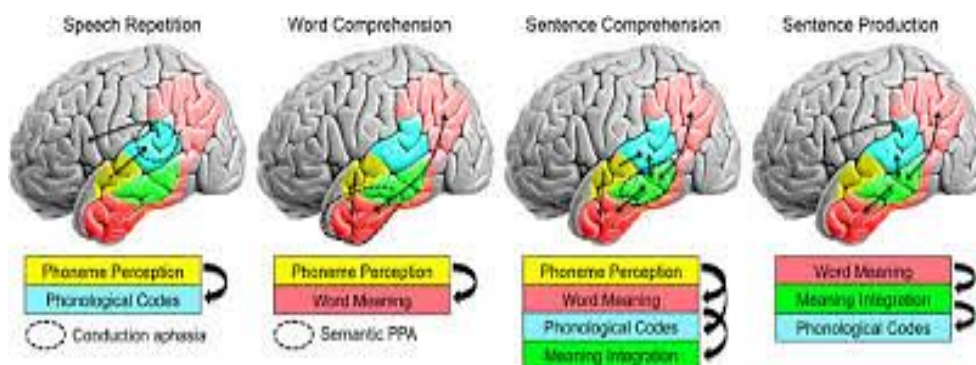 Speech Repetition
Word Comprehension
Sentence Comprehension
Sentence Production
Phoneme Perception
Phonological Codes
Conduction aphasia
Phoneme Perception
Word Meaning
Semantic PPA
Phoneme Perception
Word Meaning
Phonological Codes
Meaning Integration
Word Meaning
Meaning Integration
Phonological Codes